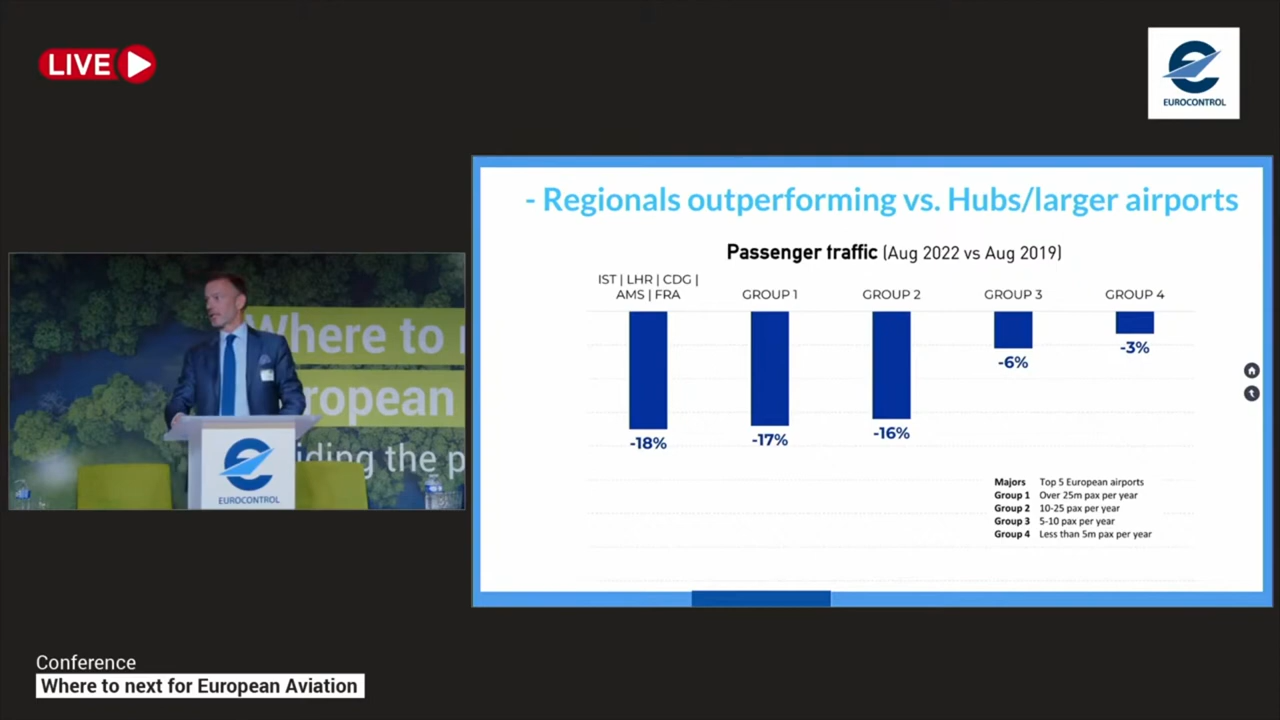 LIVE
EUROCONTROL
- Regionals outperforming vs. Hubs/larger airports
Passenger traffic (Aug 2022 vs Aug 2019)
IST | LHR | CDG |
AMS | FRA
GROUP 1
GROUP 2
GROUP 3
GROUP 4
-18%
-17%
-16%
-6%
-3%
Majors Top 5 European airports
Group 1 Over 25m pax per year
Group 2 10-25 pax per year
Group 3 5-10 pax per year
Group 4 Less than 5m pax per year
Where to n
ropean
iding the p
EUROCONTROL
Conference
Where to next for European Aviation